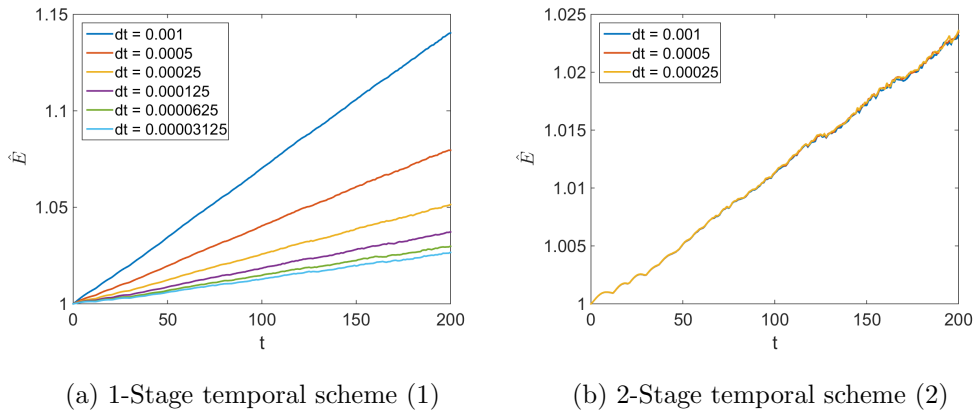 1.15
1.1
1.05
1
Ê
dt = 0.001
dt = 0.0005
dt = 0.00025
dt = 0.000125
dt = 0.0000625
dt = 0.00003125
0 50 100 150 200
t
1.025
1.02
1.015
1.01
1.005
1
Ê
dt = 0.001
dt = 0.0005
dt = 0.00025
0 50 100 150 200
t
(a) 1-Stage temporal scheme (1)
(b) 2-Stage temporal scheme (2)